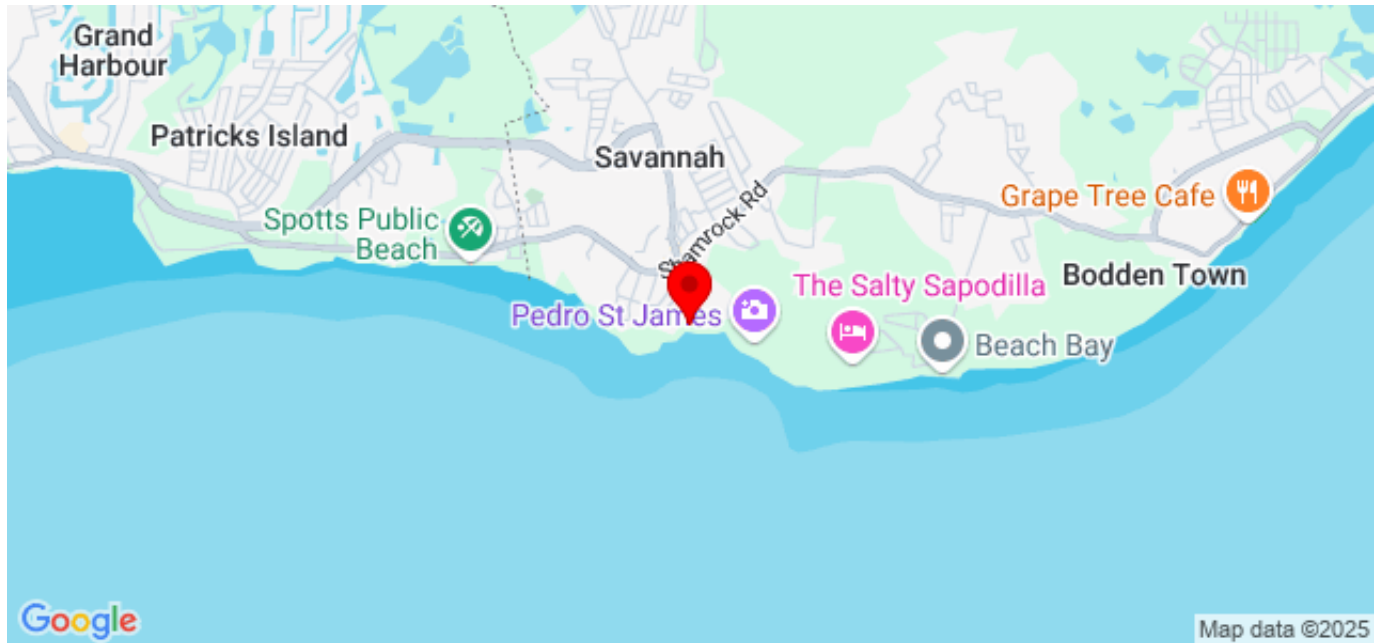 Grand
Harbour
Patricks Island
Savannah
Shamrock Rd
Grape Tree Cafe
Spotts Public
Beach
Bodden Town
The Salty Sapodilla
Pedro St James
Beach Bay
Google
Map data ©2025